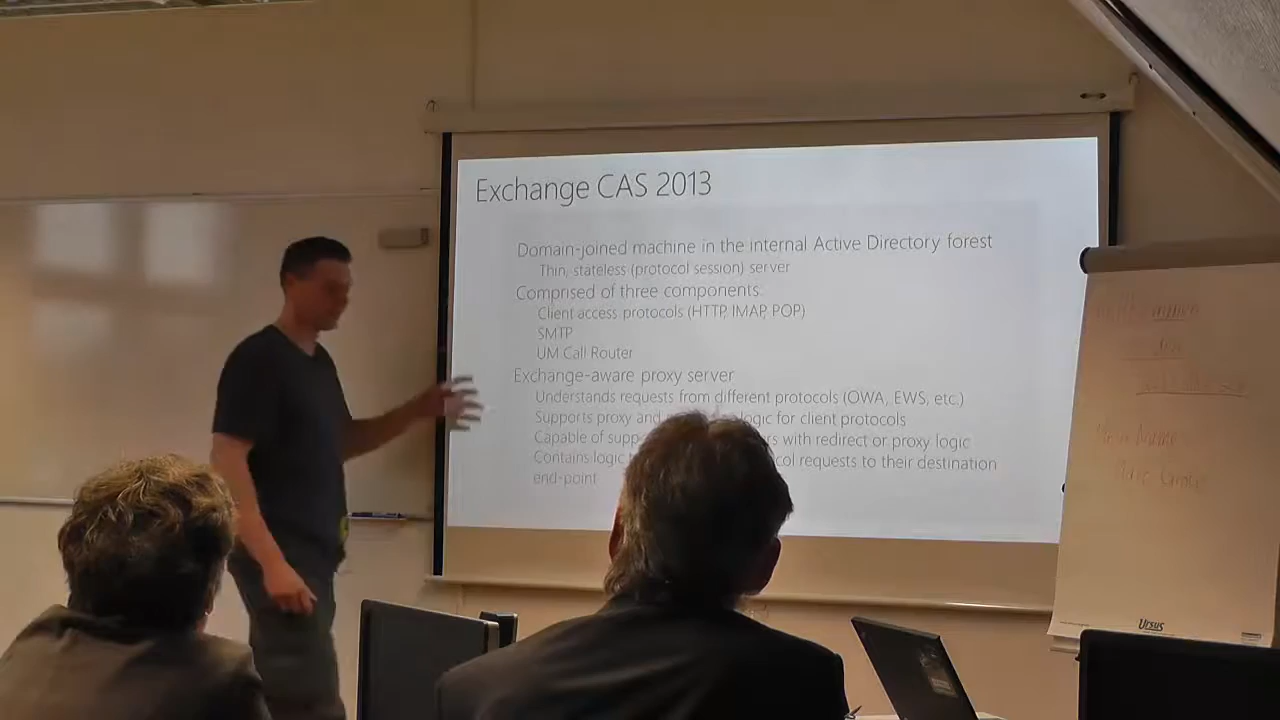 Exchange CAS 2013
Domain-joined machine in the internal Active Directory forest
Thin, stateless (protocol session) server
Comprised of three components:
Client access protocols (HTTP, IMAP, POP)
SMTP
UM Call Router
Exchange-aware proxy server
Understands requests from different protocols (OWA, EWS, etc.)
Supports proxy and logic for client protocols
Capable of with redirect or proxy logic
Contains logic requests to their destination
end-point
Name
Ursus